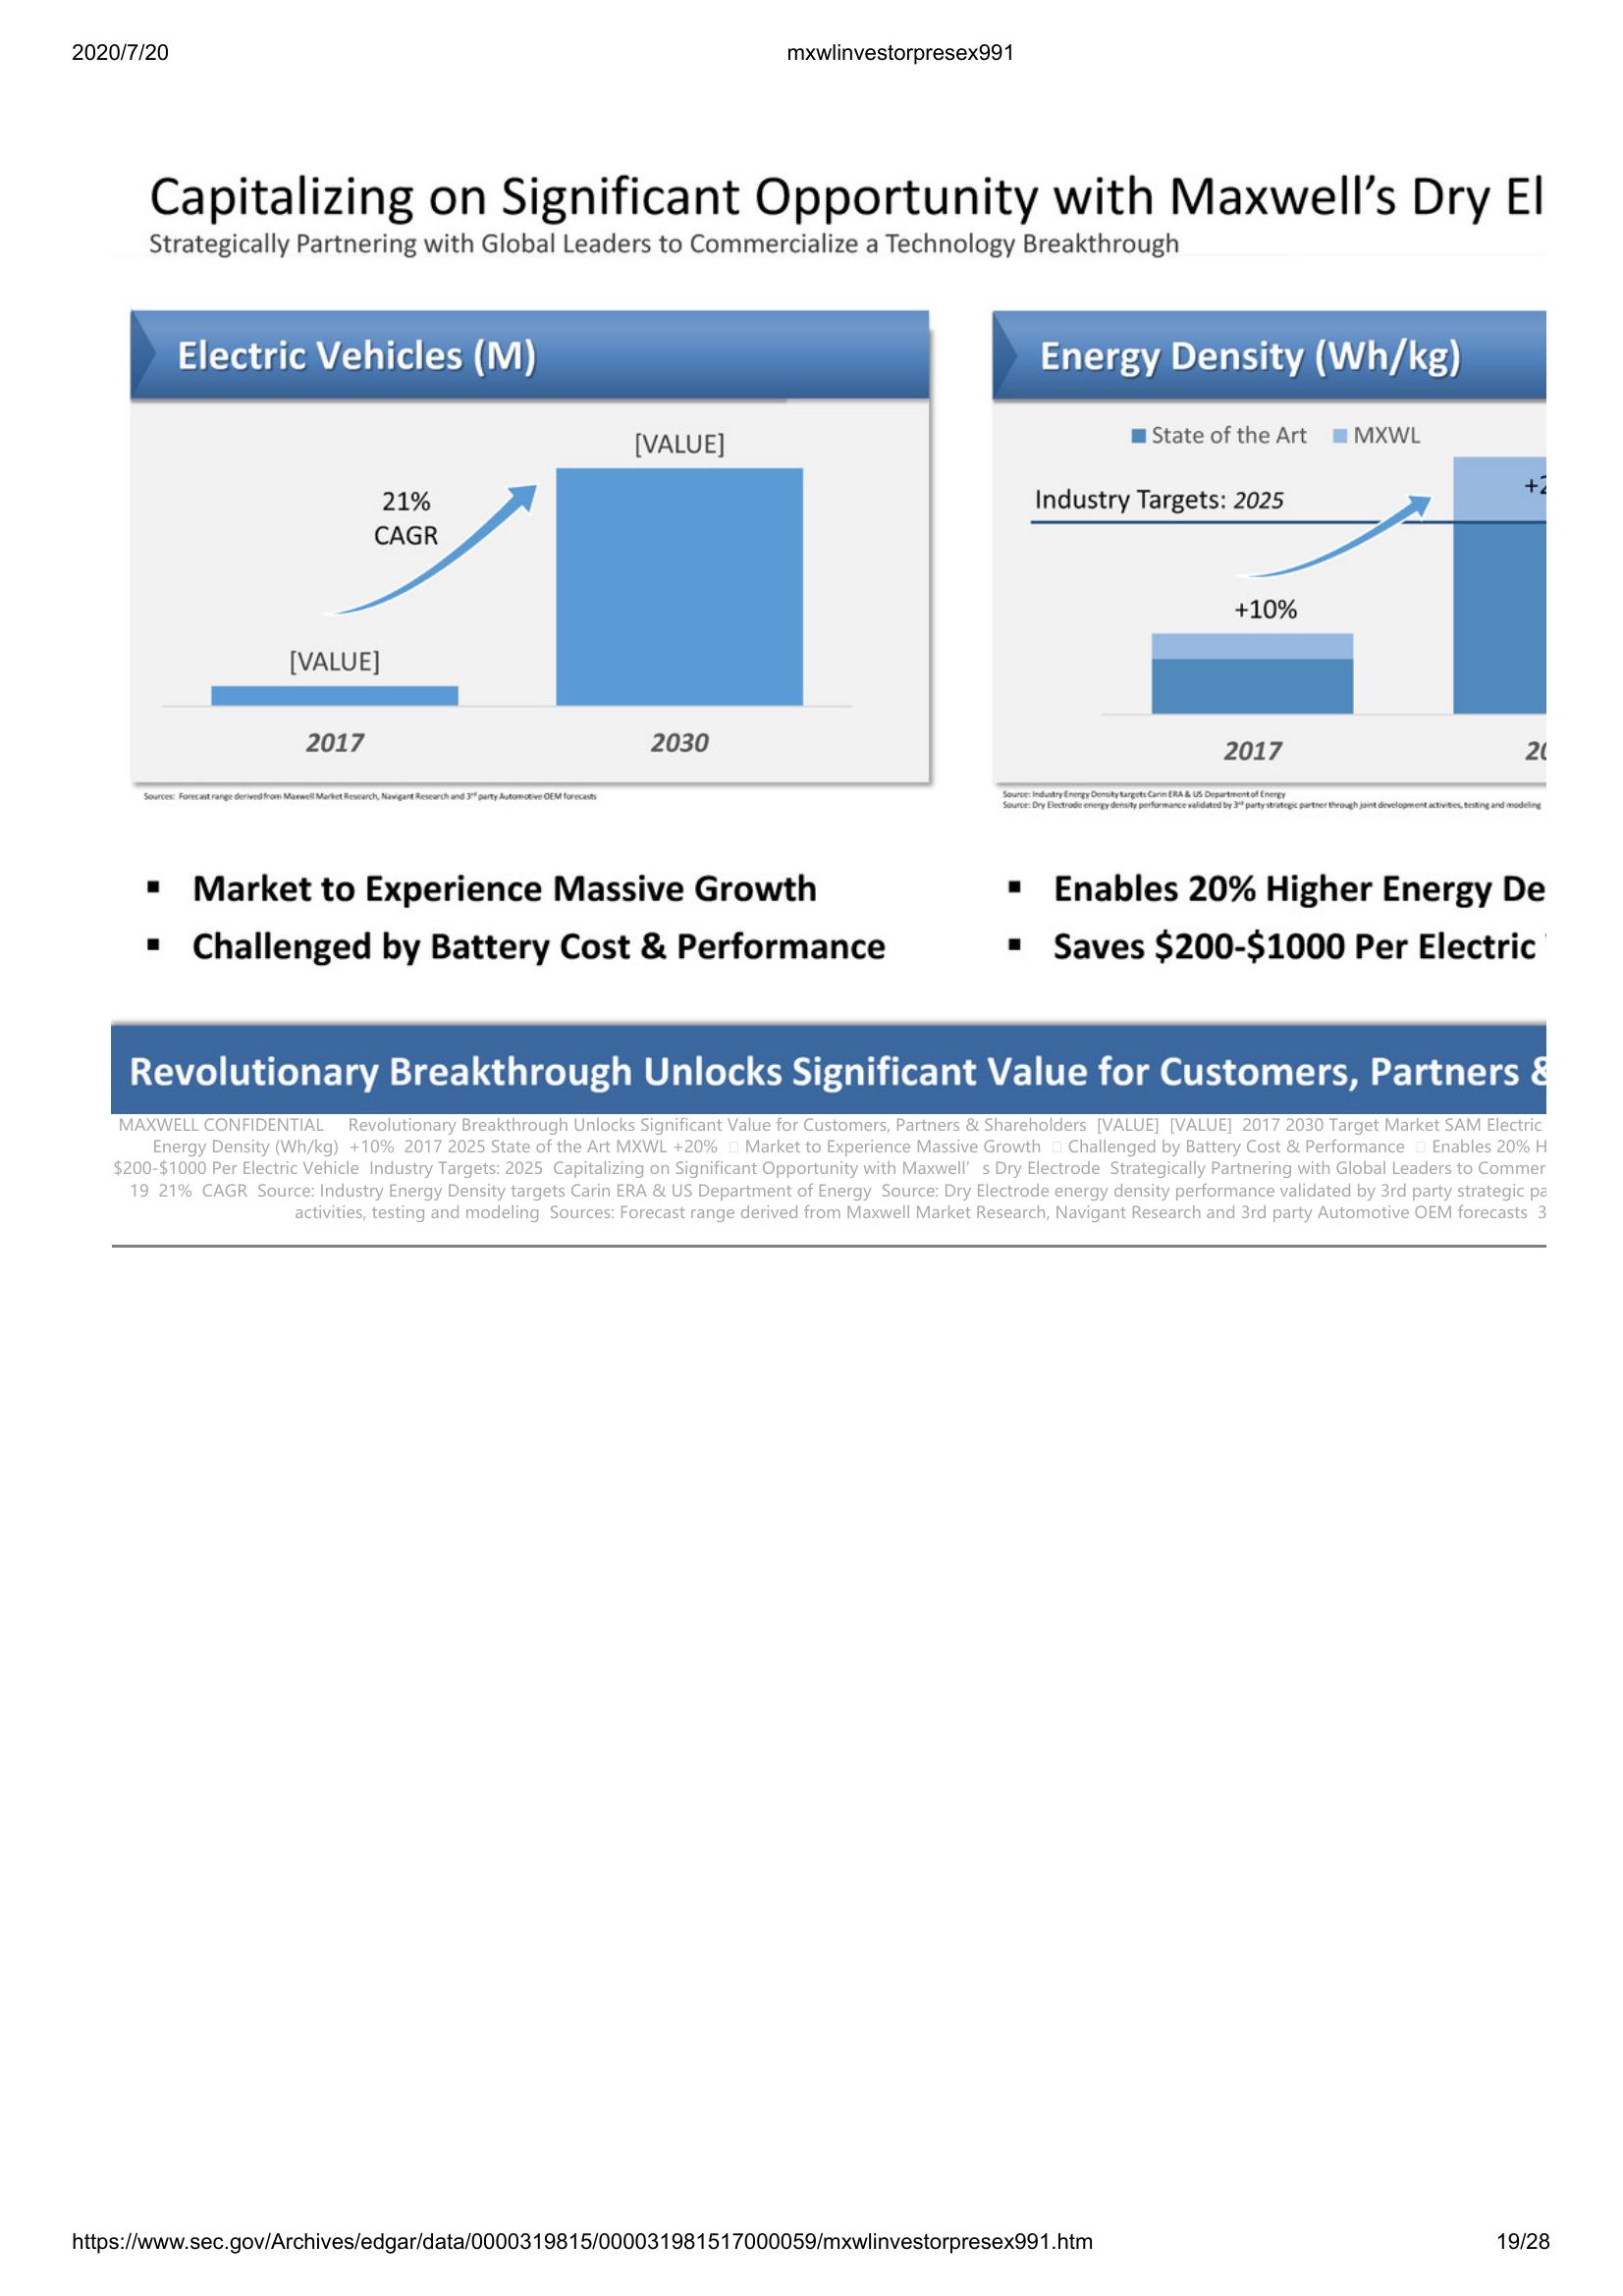 2020/7/20 mxwlinvestorpresex991
Capitalizing on Significant Opportunity with Maxwell's Dry El
Strategically Partnering with Global Leaders to Commercialize a Technology Breakthrough
Electric Vehicles (M)
[VALUE]
21%
CAGR
[VALUE]
2017 2030
Sources: Forecast range derived from Maxwell Market Research, Navigant Research and 3rd party Automotive OEM forecasts
Energy Density (Wh/kg)
State of the Art MXWL
+2
Industry Targets: 2025
+10%
2017 20
Source: Industry Energy Density targets Carin ERA & US Department of Energy
Source: Dry Electrode energy density performance validated by 3rd party strategic partner through joint development activities, testing and modeling
▪ Market to Experience Massive Growth
▪ Challenged by Battery Cost & Performance
▪ Enables 20% Higher Energy De
▪ Saves $200-$1000 Per Electric
Revolutionary Breakthrough Unlocks Significant Value for Customers, Partners &
MAXWELL CONFIDENTIAL Revolutionary Breakthrough Unlocks Significant Value for Customers, Partners & Shareholders [VALUE] [VALUE] 2017 2030 Target Market SAM Electric
Energy Density (Wh/kg) +10% 2017 2025 State of the Art MXWL +20% Market to Experience Massive Growth Challenged by Battery Cost & Performance Enables 20% H
$200-$1000 Per Electric Vehicle Industry Targets: 2025 Capitalizing on Significant Opportunity with Maxwell's Dry Electrode Strategically Partnering with Global Leaders to Commer
19 21% CAGR Source: Industry Energy Density targets Carin ERA & US Department of Energy Source: Dry Electrode energy density performance validated by 3rd party strategic pa
activities, testing and modeling Sources: Forecast range derived from Maxwell Market Research, Navigant Research and 3rd party Automotive OEM forecasts 3
https://www.sec.gov/Archives/edgar/data/0000319815/000031981517000059/mxwlinvestorpresex991.htm 19/28